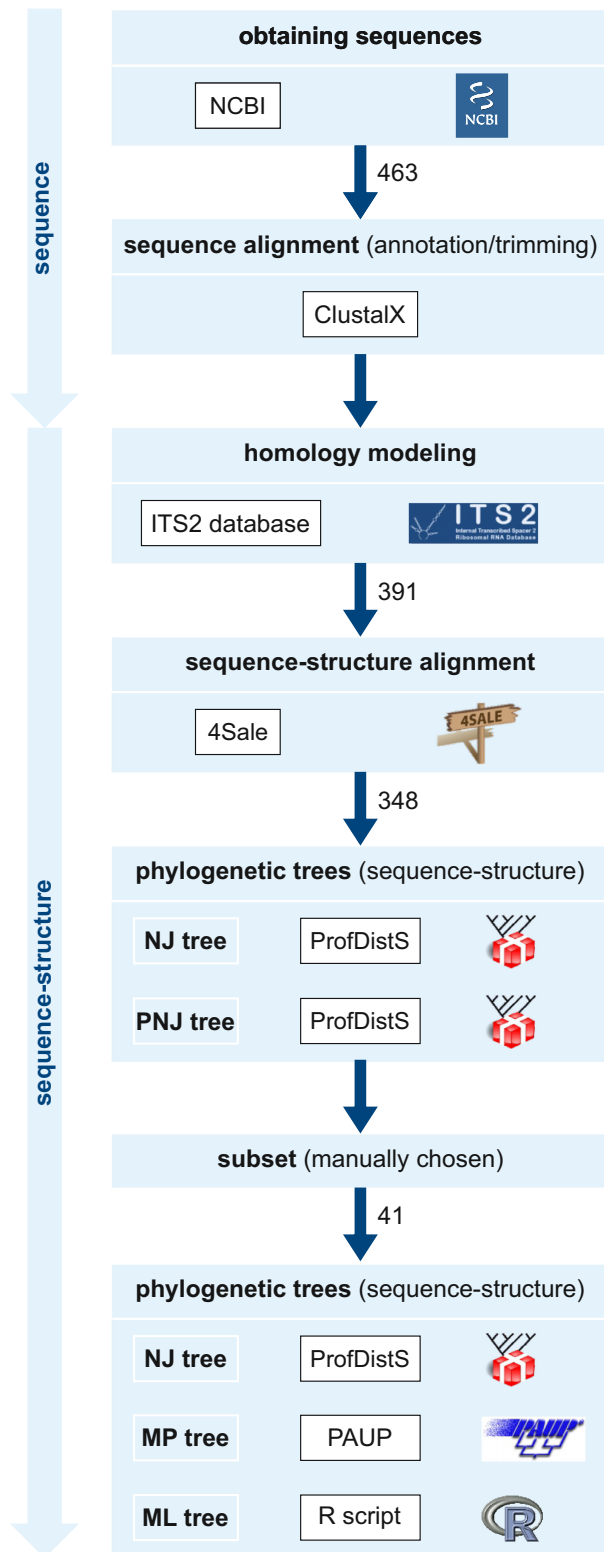 obtaining sequences
NCBI
NCBI
463
sequence
sequence alignment (annotation/trimming)
ClustalX
homology modeling
ITS2 database
ITS2
Internal Transcribed Spacer 2
Ribosomal RNA Database
391
sequence-structure alignment
4Sale
4SALE
348
sequence-structure
phylogenetic trees (sequence-structure)
NJ tree
ProfDistS
PNJ tree
ProfDistS
subset (manually chosen)
41
phylogenetic trees (sequence-structure)
NJ tree
ProfDistS
MP tree
PAUP
PAUP
ML tree
R script
R